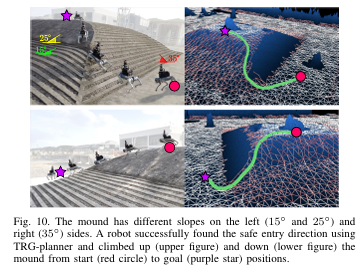 25°
15°
35°
Fig. 10. The mound has different slopes on the left (15° and 25°) and
right (35°) sides. A robot successfully found the safe entry direction using
TRG-planner and climbed up (upper figure) and down (lower figure) the
mound from start (red circle) to goal (purple star) positions.